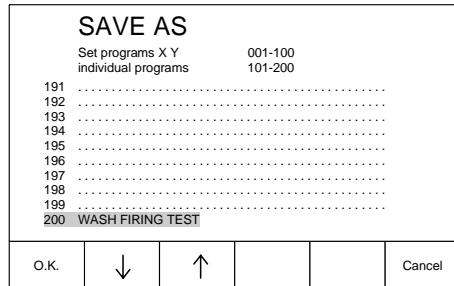 SAVE AS
Set programs X Y 001-100
individual programs 101-200
191 ..............................................
192 ..............................................
193 ..............................................
194 ..............................................
195 ..............................................
196 ..............................................
197 ..............................................
198 ..............................................
199 ..............................................
200 WASH FIRING TEST
O.K. ↓ ↑ Cancel